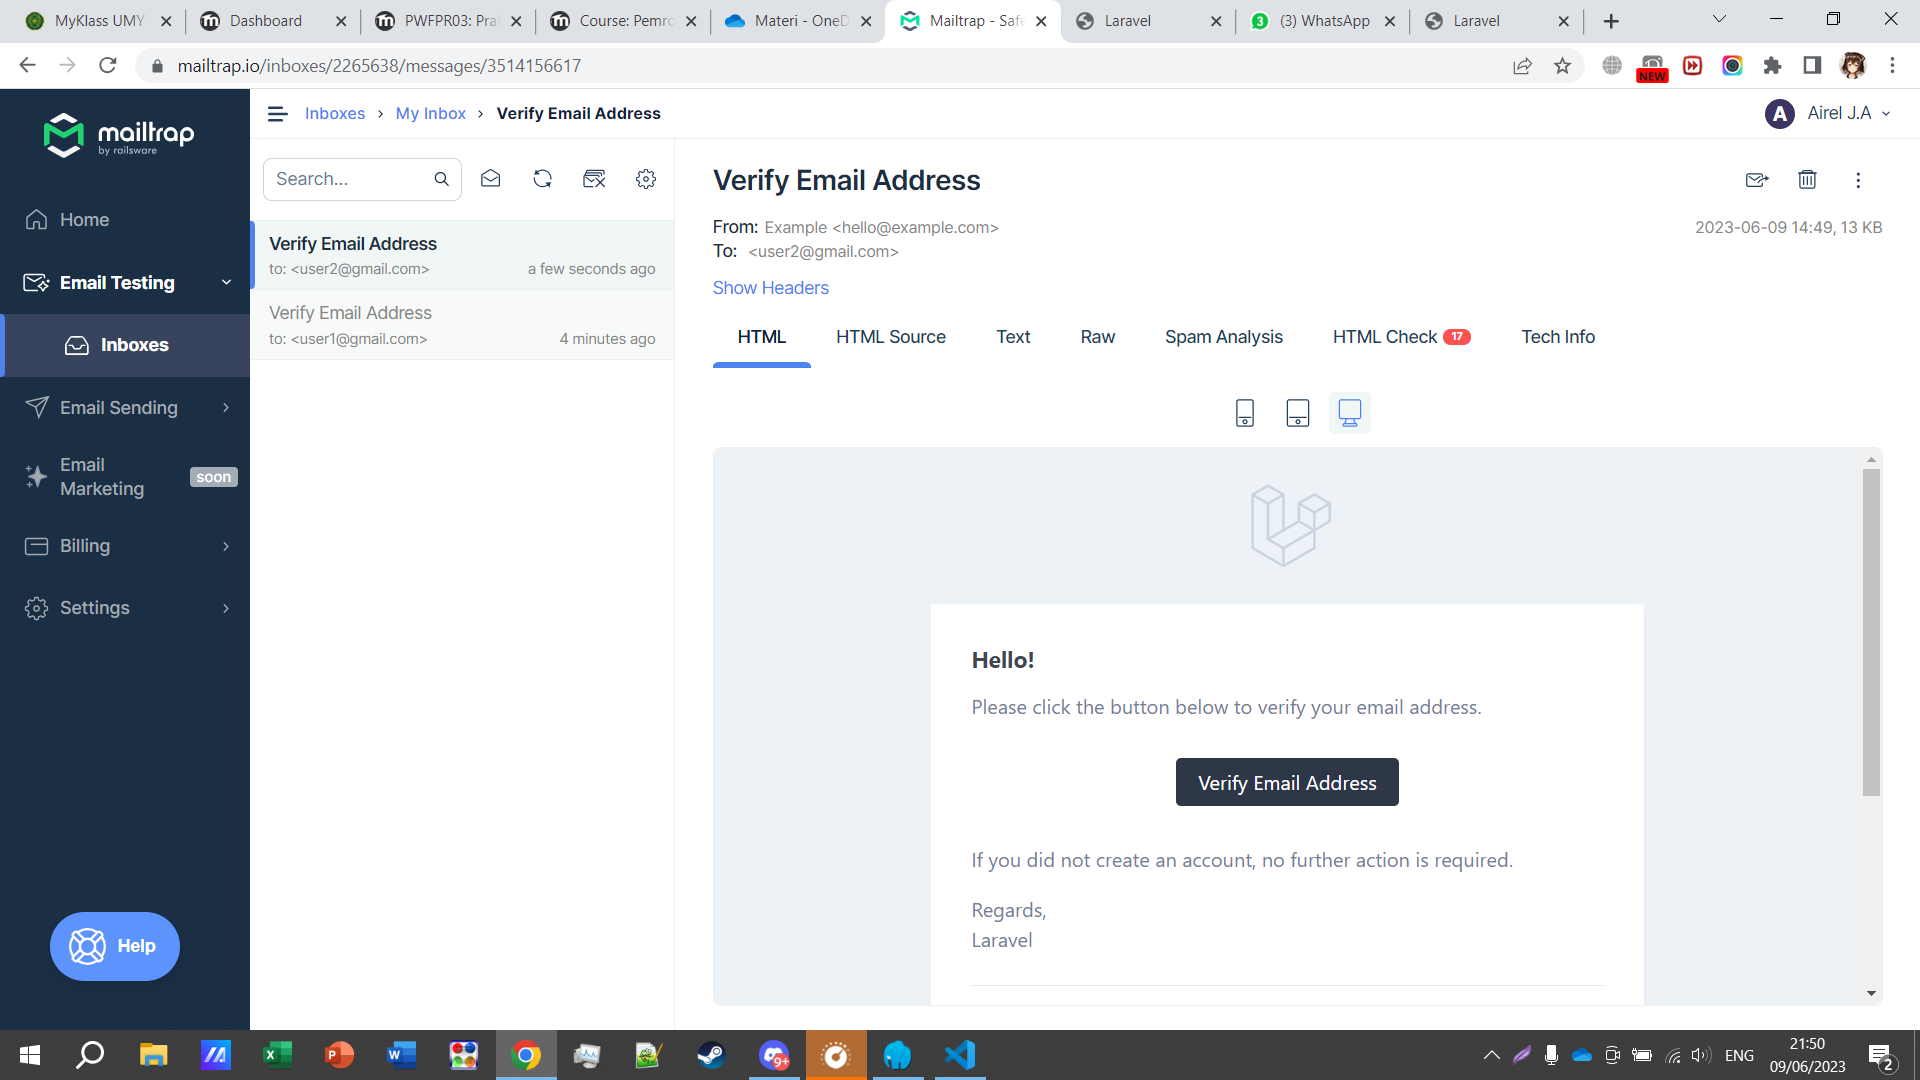 MyKlass UMY
Dashboard
PWFPR03: Pra
Course: Pemro
Materi - OneD
Mailtrap - Safe
Laravel
(3) WhatsApp
Laravel
mailtrap.io/inboxes/2265638/messages/3514156617
NEW
mailtrap
by railsware
Inboxes › My Inbox › Verify Email Address
A Airel J.A
Home
Email Testing
Inboxes
Email Sending
Email Marketing
soon
Billing
Settings
Help
Search...
Verify Email Address
to: <user2@gmail.com> a few seconds ago
Verify Email Address
to: <user1@gmail.com> 4 minutes ago
Verify Email Address
From: Example <hello@example.com> 2023-06-09 14:49, 13 KB
To: <user2@gmail.com>
Show Headers
HTML HTML Source Text Raw Spam Analysis HTML Check 17 Tech Info
Hello!
Please click the button below to verify your email address.
Verify Email Address
If you did not create an account, no further action is required.
Regards,
Laravel
9+
ENG
21:50
09/06/2023
2